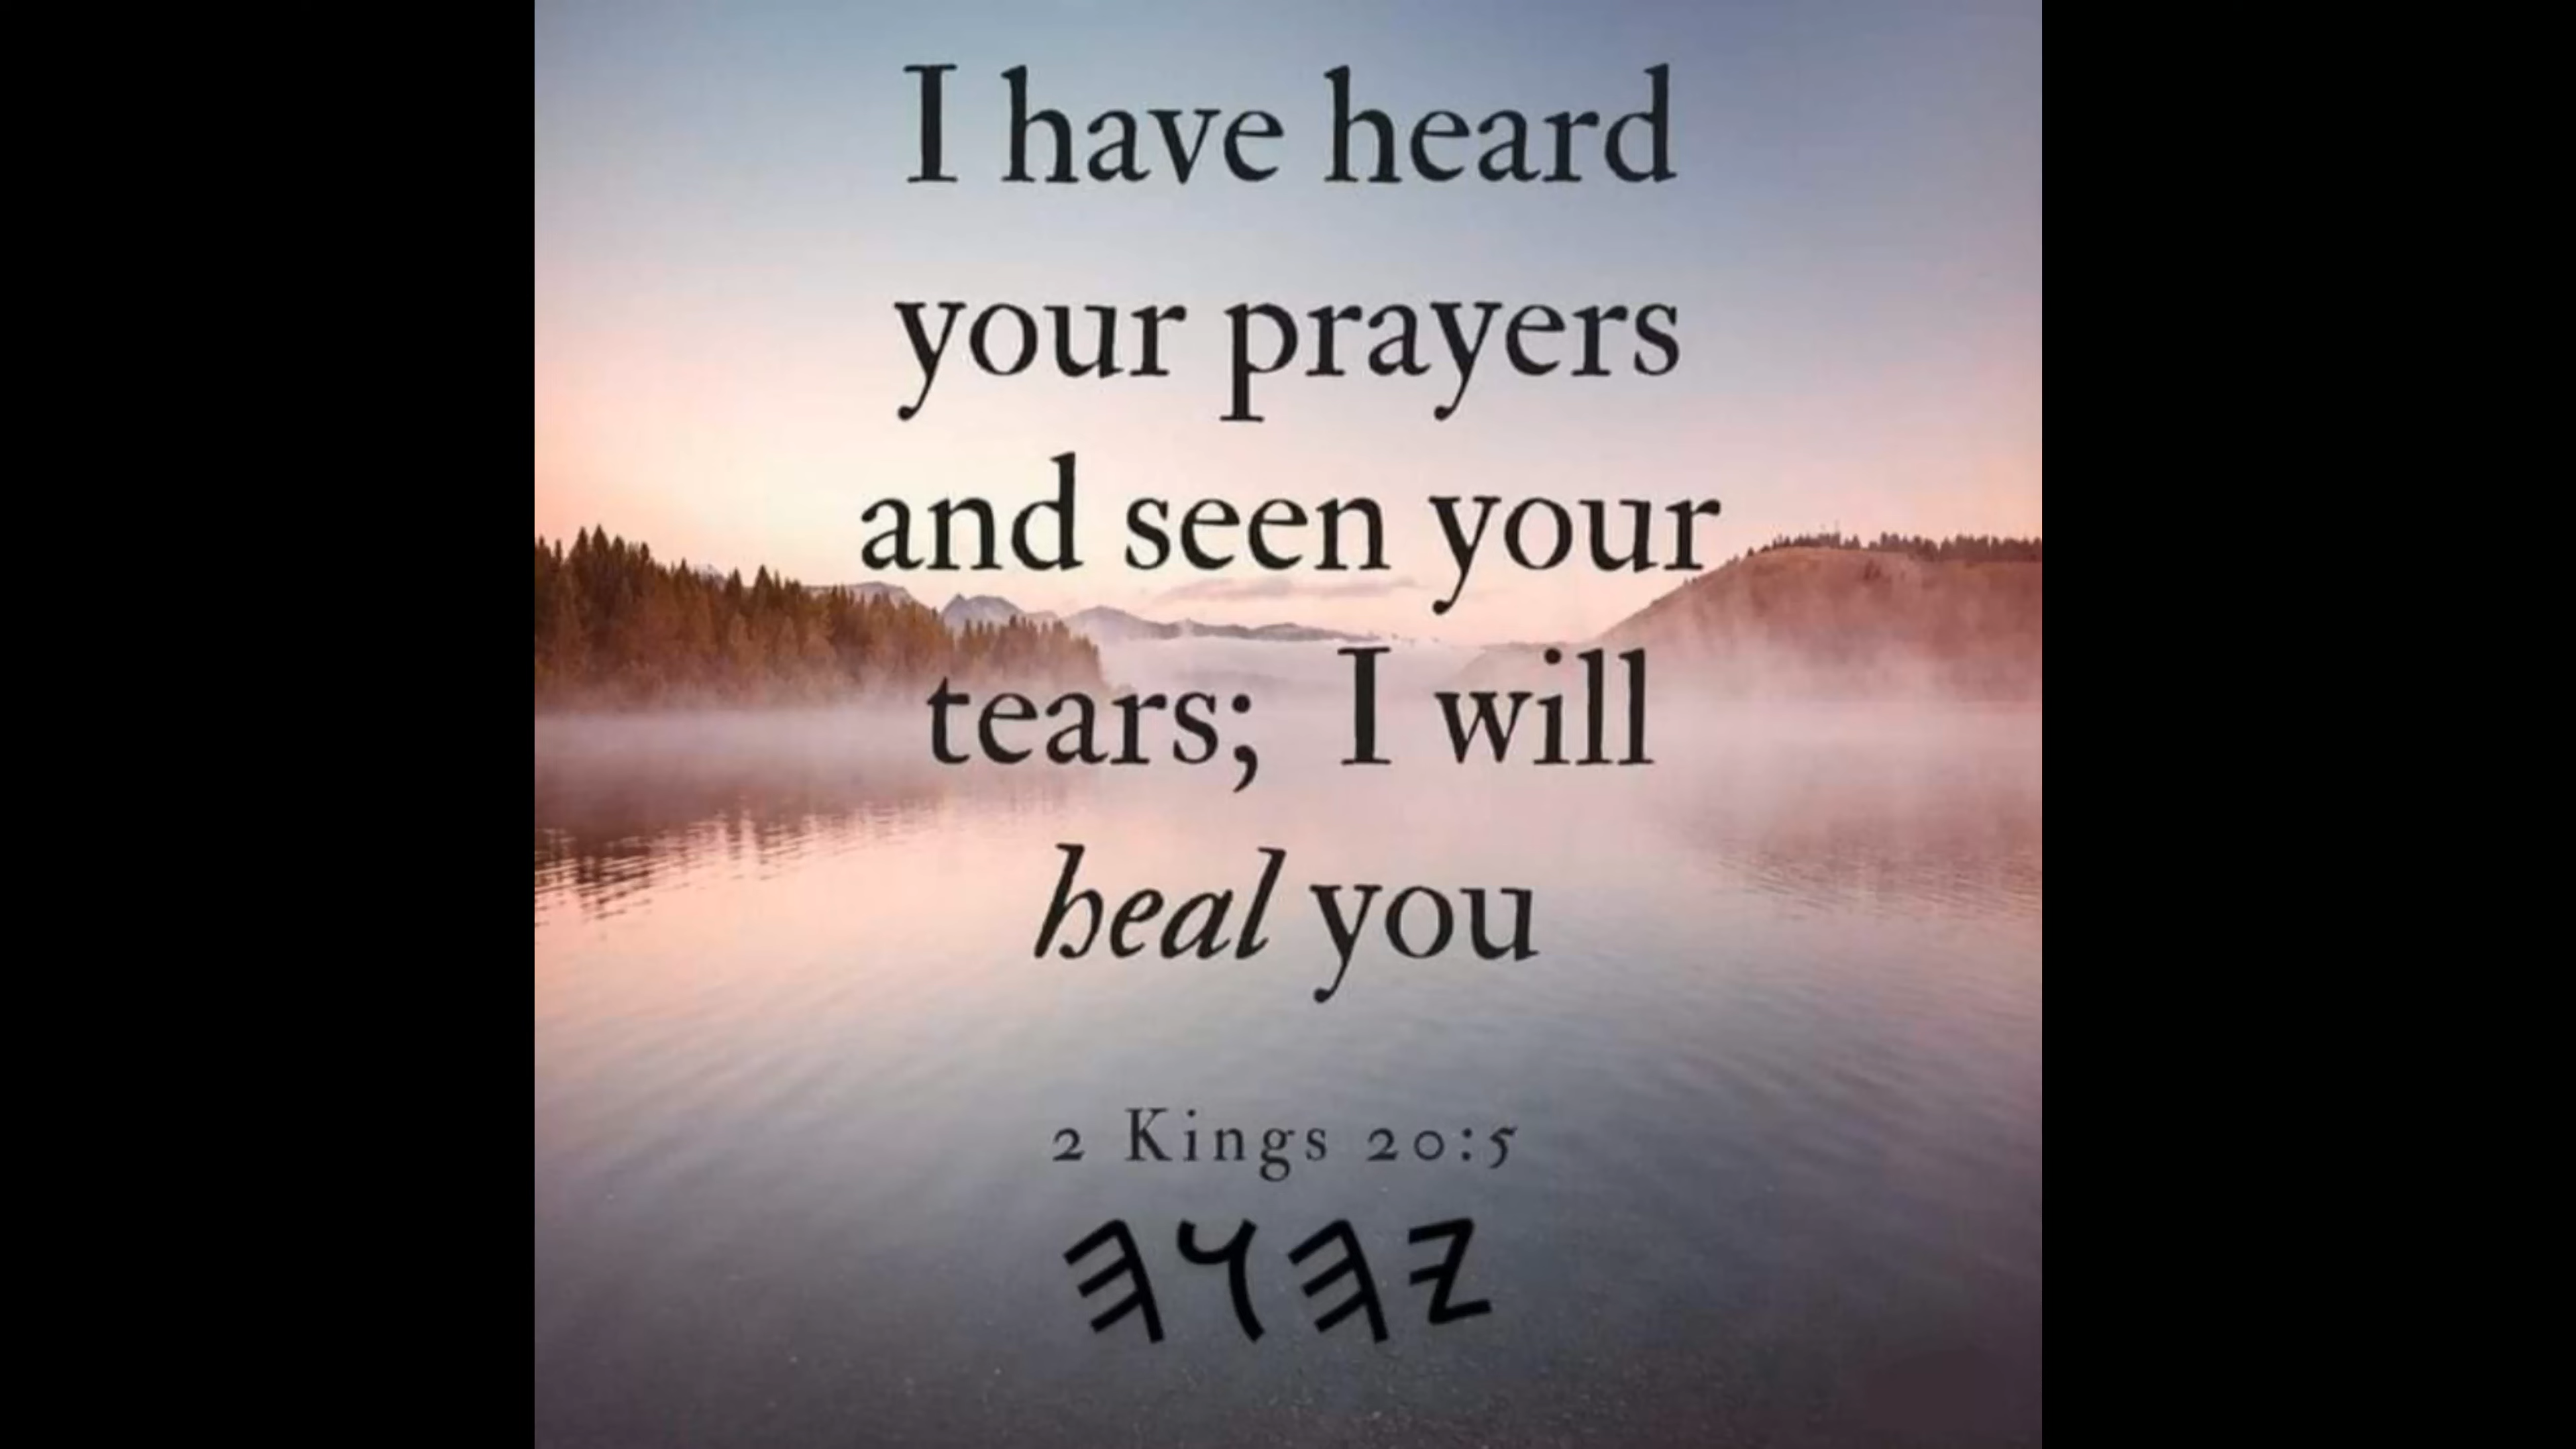 I have heard
your prayers
and seen your
tears; I will
heal you
2 Kings 20:5
𐤉𐤄𐤅𐤄